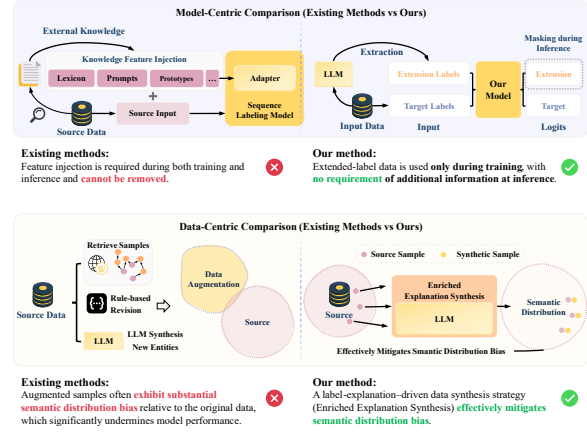 Model-Centric Comparison (Existing Methods vs Ours)
External Knowledge
Knowledge Feature Injection
Lexicon
Prompts
Prototypes
...
Adapter
+
Source Input
Sequence
Labeling Model
Source Data
Masking during
Inference
Extraction
LLM
Extension Labels
Target Labels
Our
Model
Extension
Target
Input Data
Input
Logits
Existing methods:
Feature injection is required during both training and
inference and cannot be removed.
Our method:
Extended-label data is used only during training, with
no requirement of additional information at inference.
Data-Centric Comparison (Existing Methods vs Ours)
Retrieve Samples
W
Source Data
{...}
Rule-based
Revision
LLM
LLM Synthesis
New Entities
Data
Augmentation
Source
Source Sample
Synthetic Sample
Source
Enriched
Explanation Synthesis
LLM
Semantic
Distribution
Effectively Mitigates Smantic Distribution Bias
Existing methods:
Augmented samples often exhibit substantial
semantic distribution bias relative to the original data,
which significantly undermines model performance.
Our method:
A label-explanation–driven data synthesis strategy
(Enriched Explanation Synthesis) effectively mitigates
semantic distribution bias.